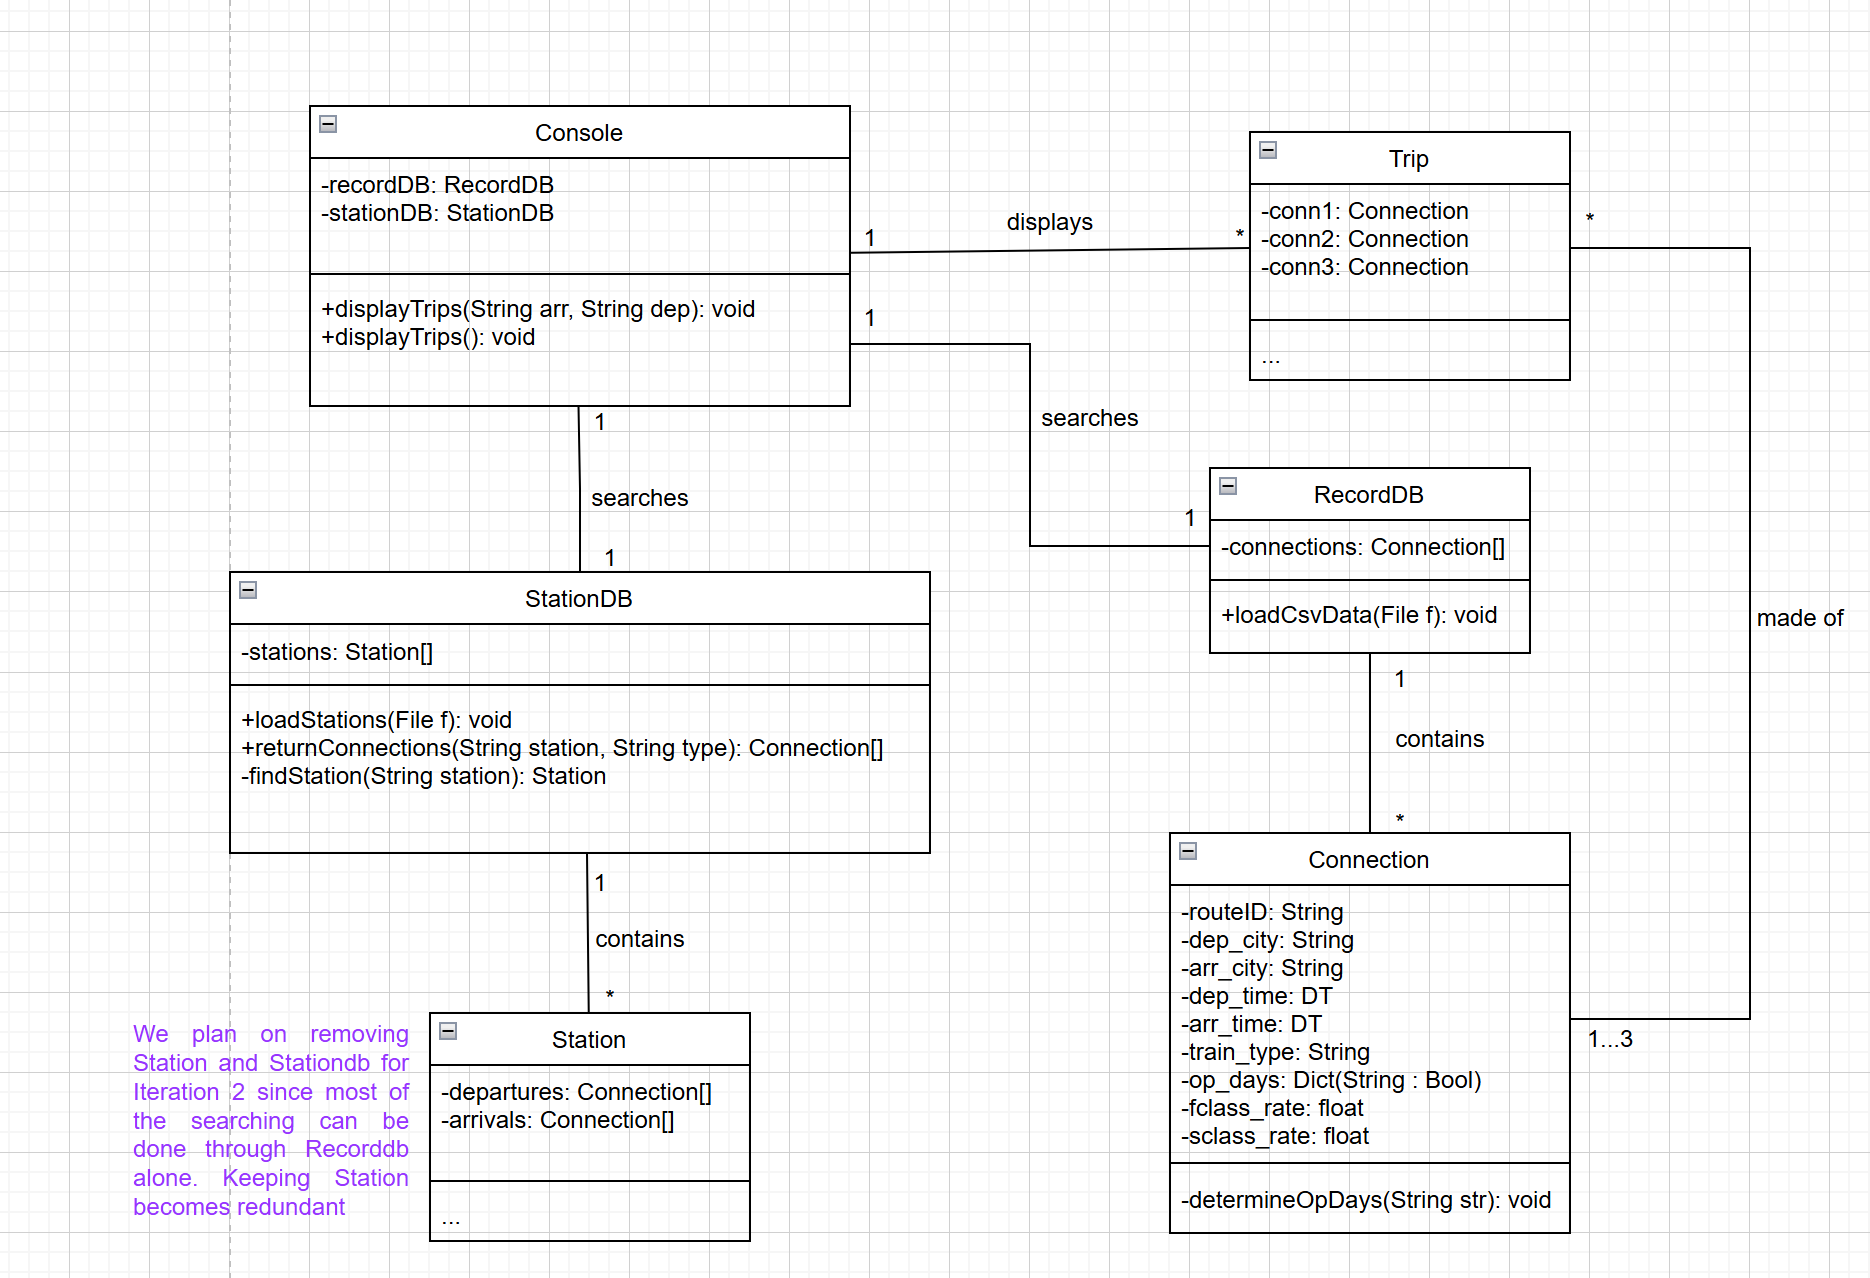 Console
-recordDB: RecordDB
-stationDB: StationDB
+displayTrips(String arr, String dep): void
+displayTrips(): void
1
displays
*
Trip
-conn1: Connection
-conn2: Connection
-conn3: Connection
...
*
1
searches
1
1
searches
1
RecordDB
-connections: Connection[]
+loadCsvData(File f): void
made of
StationDB
-stations: Station[]
+loadStations(File f): void
+returnConnections(String station, String type): Connection[]
-findStation(String station): Station
1
contains
*
1
contains
*
Connection
-routeID: String
-dep_city: String
-arr_city: String
-dep_time: DT
-arr_time: DT
-train_type: String
-op_days: Dict(String : Bool)
-fclass_rate: float
-sclass_rate: float
-determineOpDays(String str): void
1...3
We plan on removing
Station and Stationdb for
Iteration 2 since most of
the searching can be
done through Recorddb
alone. Keeping Station
becomes redundant
Station
-departures: Connection[]
-arrivals: Connection[]
...